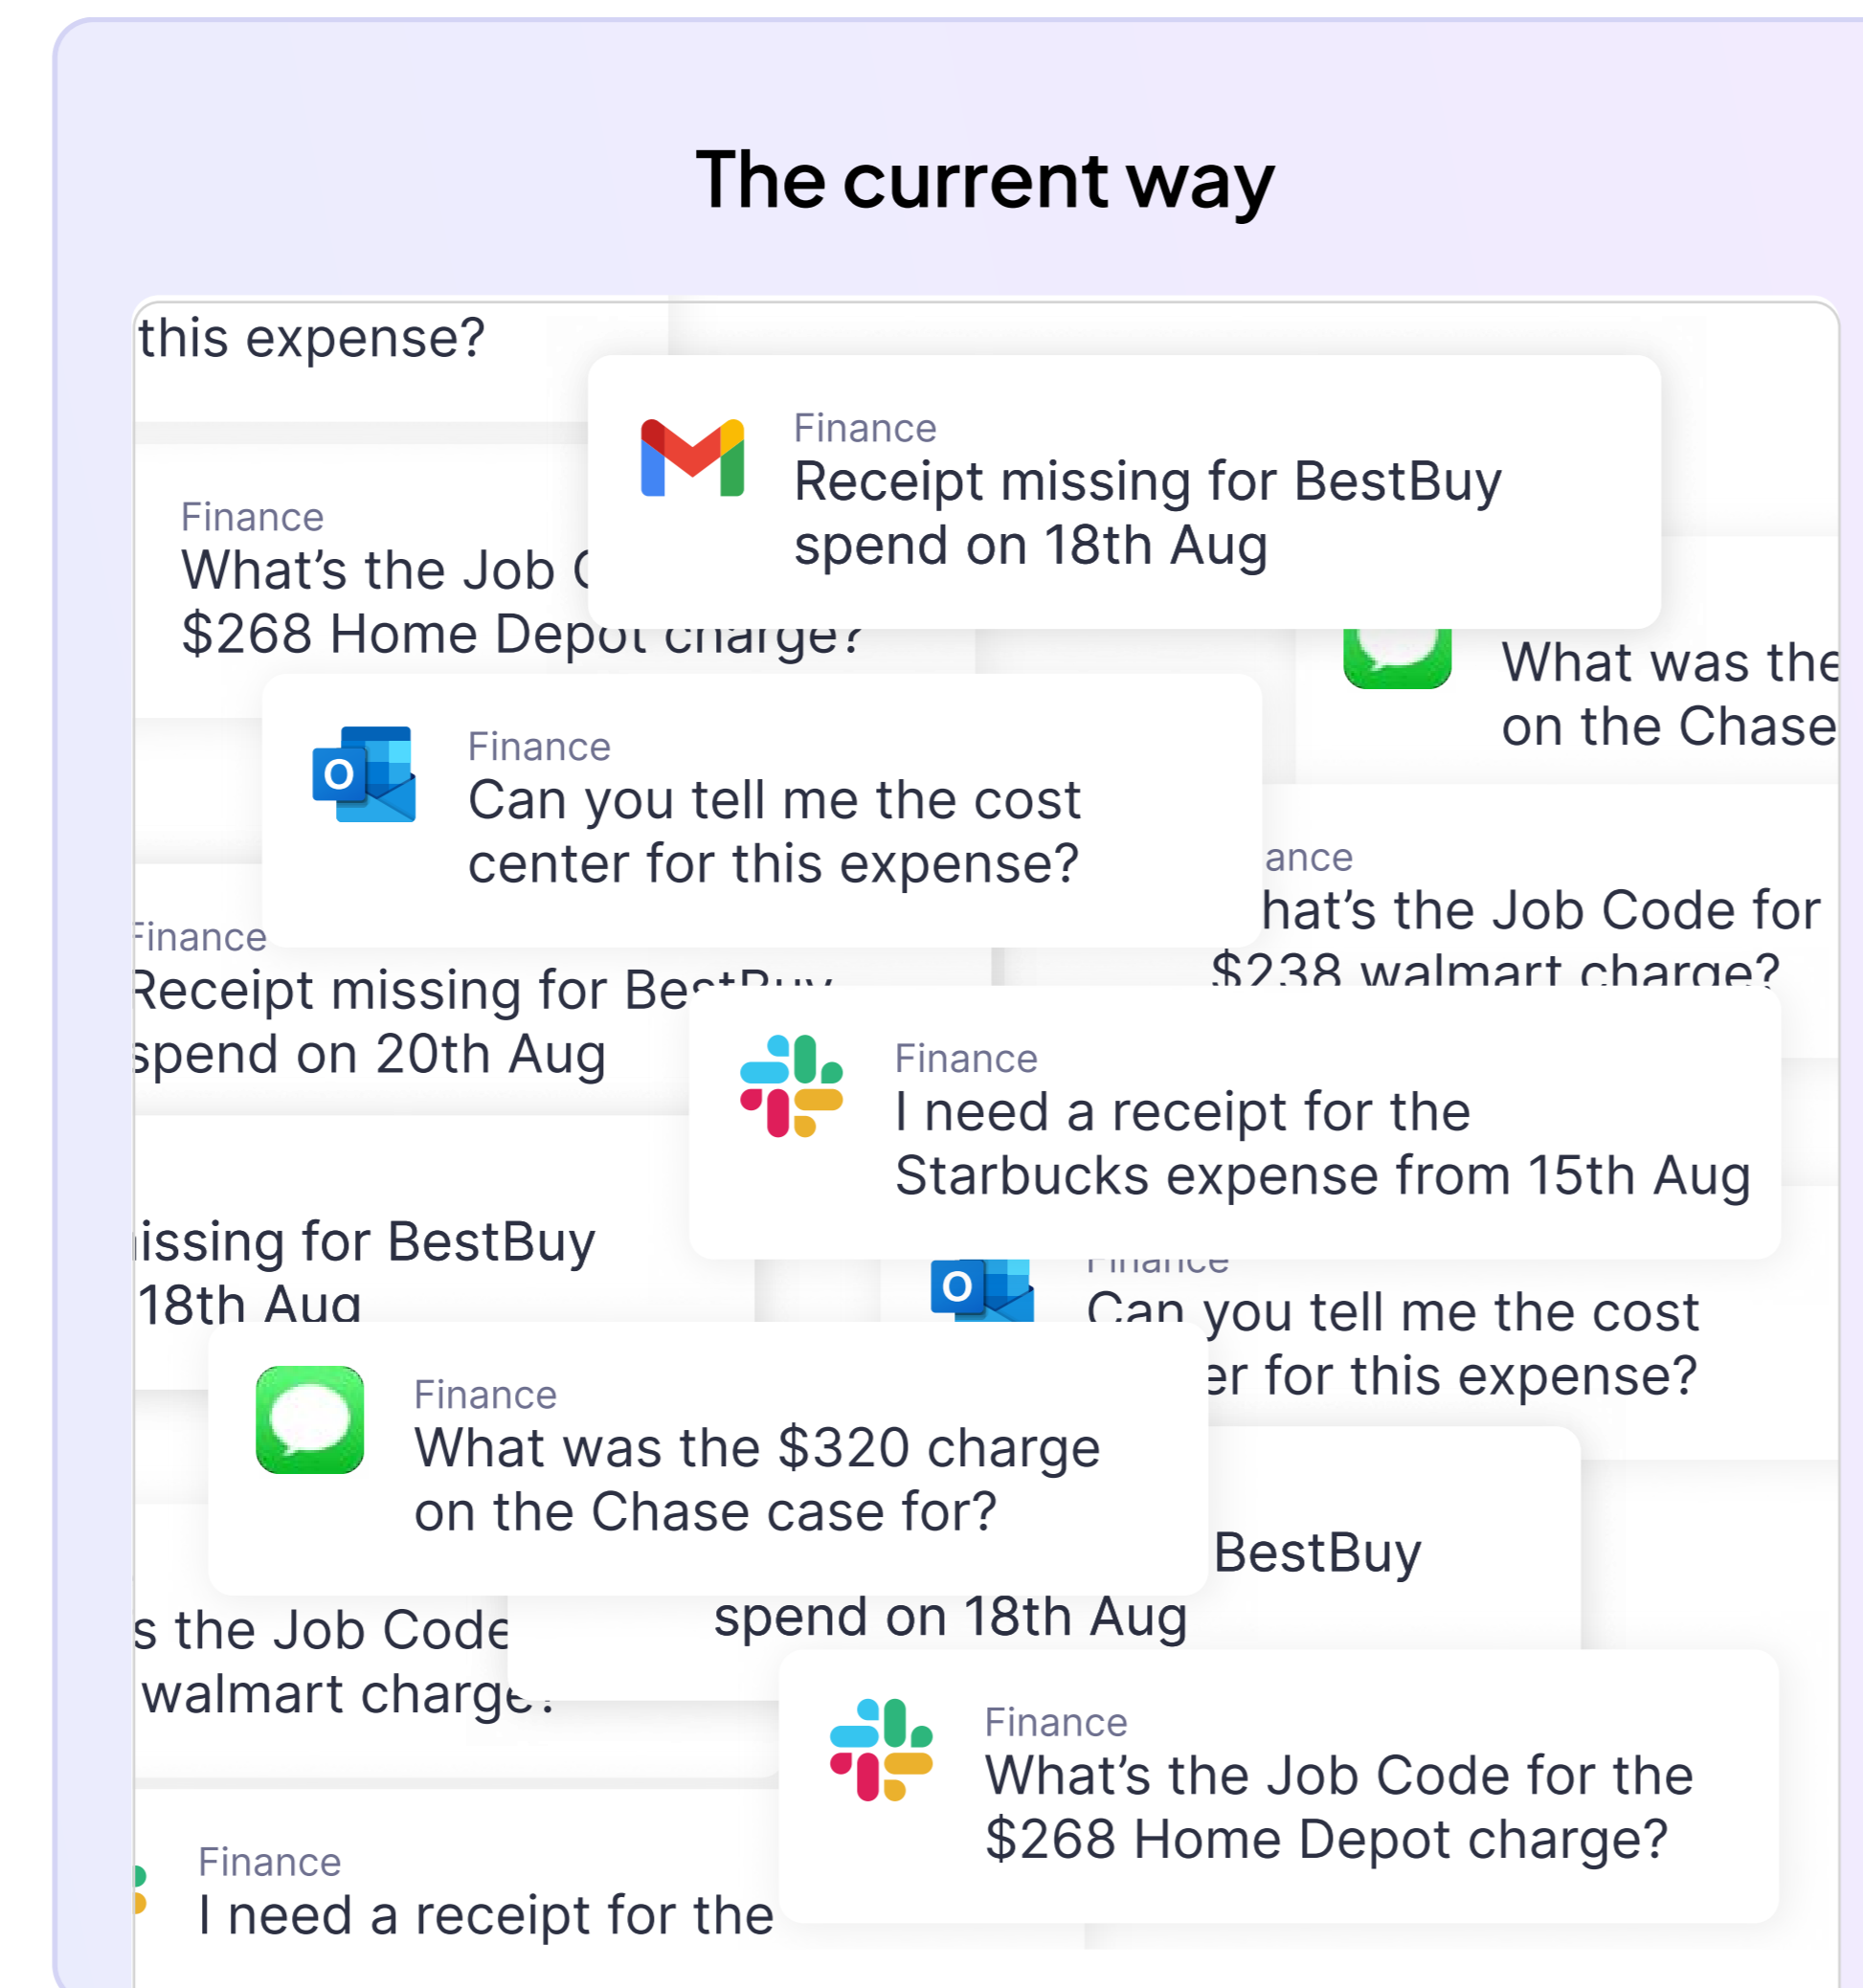 The current way
this expense?
Finance
Receipt missing for BestBuy
spend on 18th Aug
Finance
What's the Job
$268 Home Depot charge?
What was the
on the Chase
Finance
Can you tell me the cost
center for this expense?
ance
hat's the Job Code for
$238 walmart charge?
Finance
Receipt missing for BestBuy
spend on 20th Aug
Finance
I need a receipt for the
Starbucks expense from 15th Aug
issing for BestBuy
18th Aug
Finance
Can you tell me the cost
er for this expense?
Finance
What was the $320 charge
on the Chase case for?
BestBuy
spend on 18th Aug
s the Job Code
walmart charge?
Finance
What's the Job Code for the
$268 Home Depot charge?
Finance
I need a receipt for the